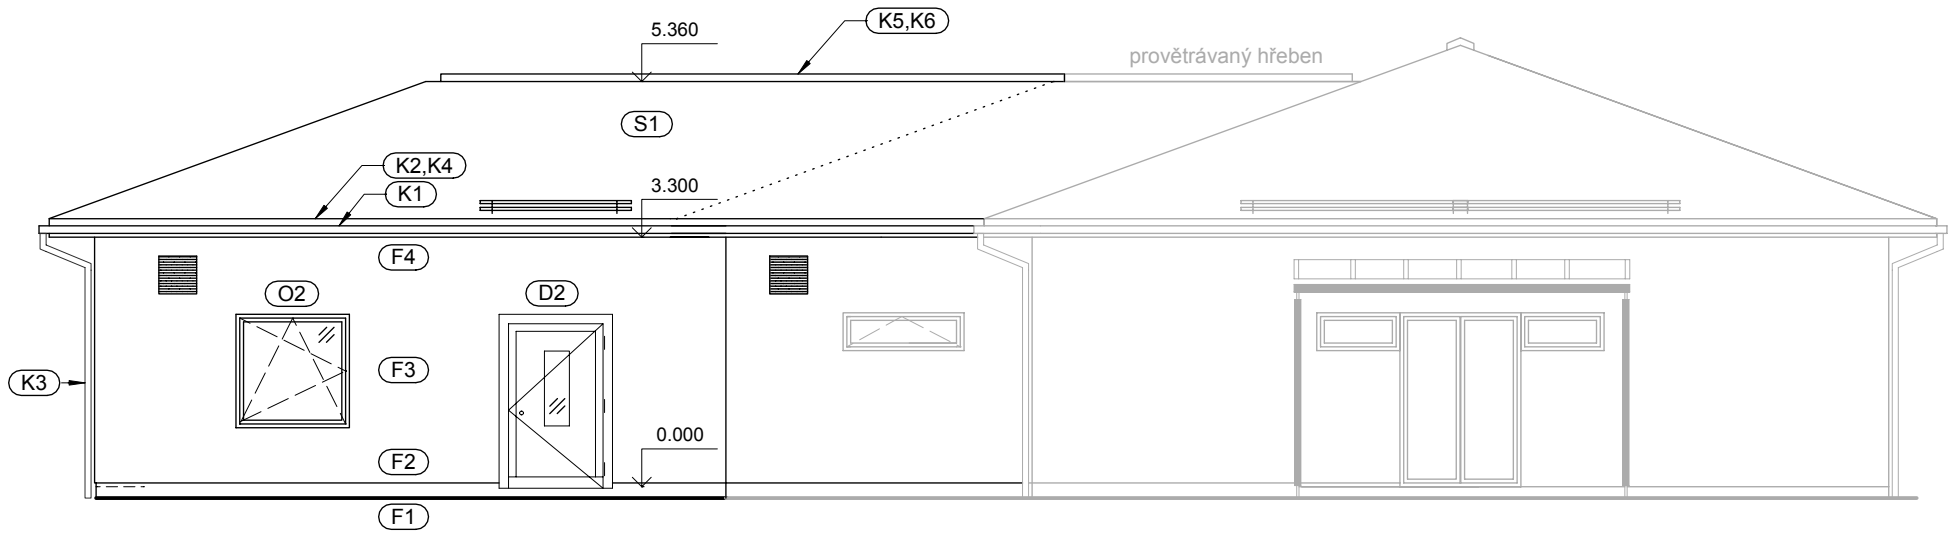 K5,K6
5.360
provětrávaný hřeben
S1
K2,K4
K1
3.300
F4
O2
D2
F3
K3
0.000
F2
F1